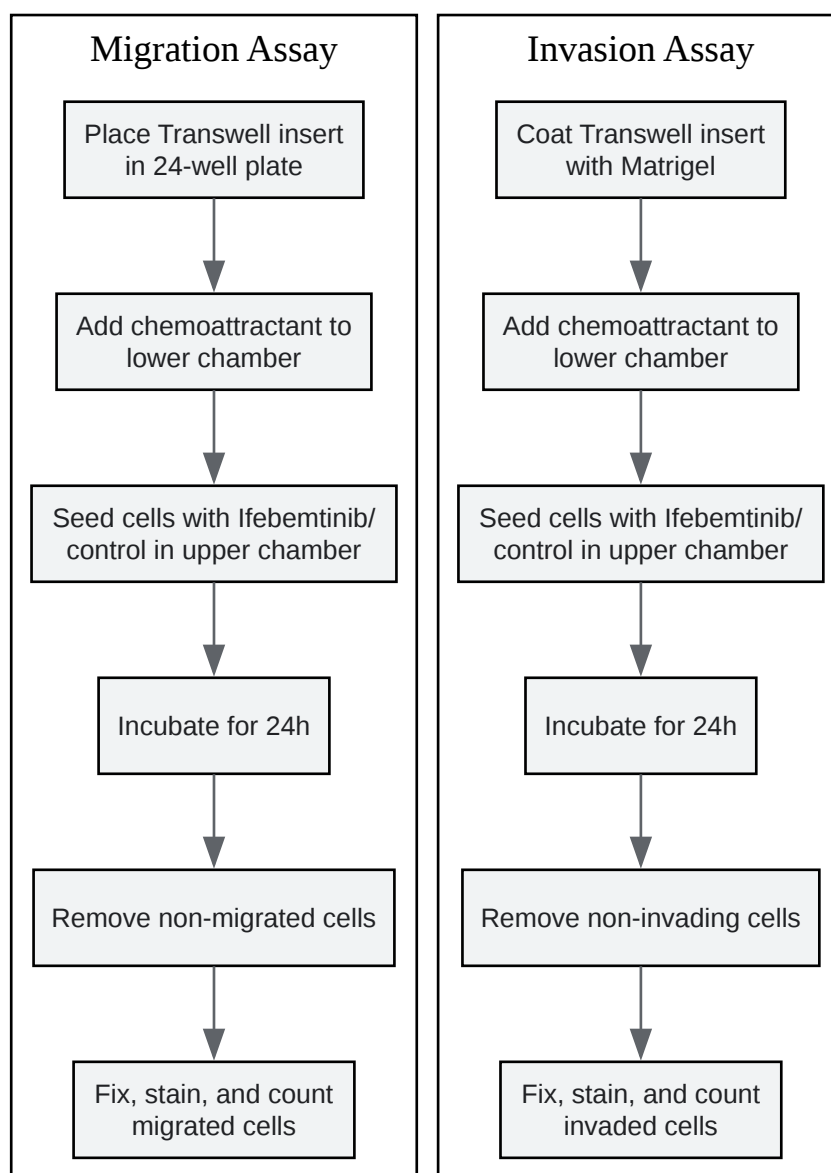 Migration Assay
Place Transwell insert
in 24-well plate
Add chemoattractant to
lower chamber
Seed cells with Ifebemtinib/
control in upper chamber
Incubate for 24h
Remove non-migrated cells
Fix, stain, and count
migrated cells
Invasion Assay
Coat Transwell insert
with Matrigel
Add chemoattractant to
lower chamber
Seed cells with Ifebemtinib/
control in upper chamber
Incubate for 24h
Remove non-invading cells
Fix, stain, and count
invaded cells